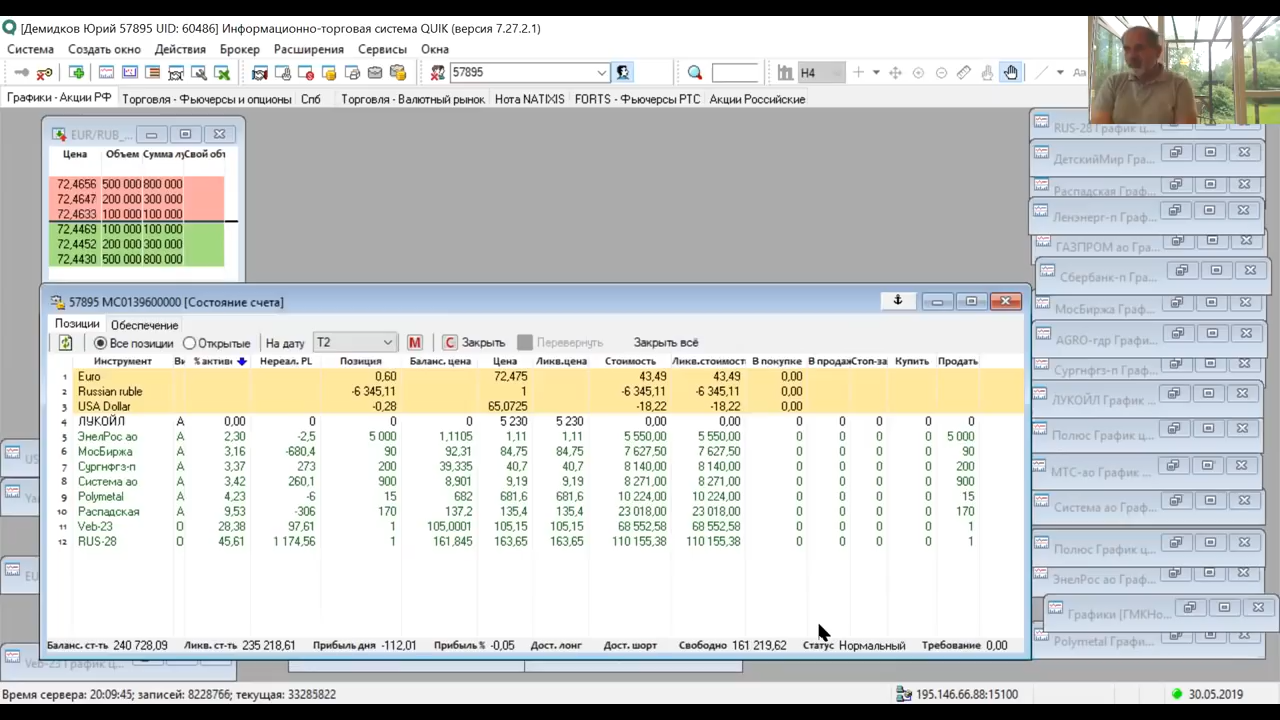 [Демидков Юрий 57895 UID: 60486] Информационно-торговая система QUIK (версия 7.27.2.1)
Система Создать окно Действия Брокер Расширения Сервисы Окна
57895 H4 Aa
Графики - Акции РФ Торговля - Фьючерсы и опционы Спб Торговля - Валютный рынок Нота NATIXIS FORTS - Фьючерсы РТС Акции Российские
EUR/RUB_...
Цена Объем Сумма лу Свой объ
72,4656 500 000 800 000
72,4647 200 000 300 000
72,4633 100 000 100 000
72,4469 100 000 100 000
72,4452 200 000 300 000
72,4430 500 000 800 000
RUS-28 График ц...
ДетскийМир Гра...
Распадская Граф...
Ленэнерг-п Граф...
ГАЗПРОМ ао Гра...
Сбербанк-п Гра...
МосБиржа Графи...
AGRO-гдр График...
Сургнфгз-п Граф...
ЛУКОЙЛ График ...
Полюс График ц...
МТС-ао График ...
Система ао Граф...
Полюс График ц...
ЭнелРос ао Граф...
Графики [ГМКНо...
Polymetal График...
57895 MC0139600000 [Состояние счета]
Позиции Обеспечение
Все позиции Открытые На дату T2 M C Закрыть Перевернуть Закрыть всё
Инструмент Ви % активо Нереал. PL Позиция Баланс. цена Цена Ликв.цена Стоимость Ликв.стоимост В покупке В продаж Стоп-за Купить Продать
1 Euro 0,60 72,475 43,49 43,49 0,00
2 Russian ruble -6 345,11 1 -6 345,11 -6 345,11 0,00
3 USA Dollar -0,28 65,0725 -18,22 -18,22 0,00
4 ЛУКОЙЛ A 0,00 0 0 0 5 230 5 230 0,00 0,00 0 0 0 0 0
5 ЭнелРос ао A 2,30 -2,5 5 000 1,1105 1,11 1,11 5 550,00 5 550,00 0 0 0 0 5 000
6 МосБиржа A 3,16 -680,4 90 92,31 84,75 84,75 7 627,50 7 627,50 0 0 0 0 90
7 Сургнфгз-п A 3,37 273 200 39,335 40,7 40,7 8 140,00 8 140,00 0 0 0 0 200
8 Система ао A 3,42 260,1 900 8,901 9,19 9,19 8 271,00 8 271,00 0 0 0 0 900
9 Polymetal A 4,23 -6 15 682 681,6 681,6 10 224,00 10 224,00 0 0 0 0 15
10 Распадская A 9,53 -306 170 137,2 135,4 135,4 23 018,00 23 018,00 0 0 0 0 170
11 Veb-23 O 28,38 97,61 1 105,0001 105,15 105,15 68 552,58 68 552,58 0 0 0 0 1
12 RUS-28 O 45,61 1 174,56 1 161,845 163,65 163,65 110 155,38 110 155,38 0 0 0 0 1
Баланс. ст-ть 240 728,09 Ликв. ст-ть 235 218,61 Прибыль дня -112,01 Прибыль % -0,05 Дост. лонг Дост. шорт Свободно 161 219,62 Статус Нормальный Требование 0,00
Veb-23 График ц...
Время сервера: 20:09:45; записей: 8228766; текущая: 33285822 195.146.66.88:15100 30.05.2019